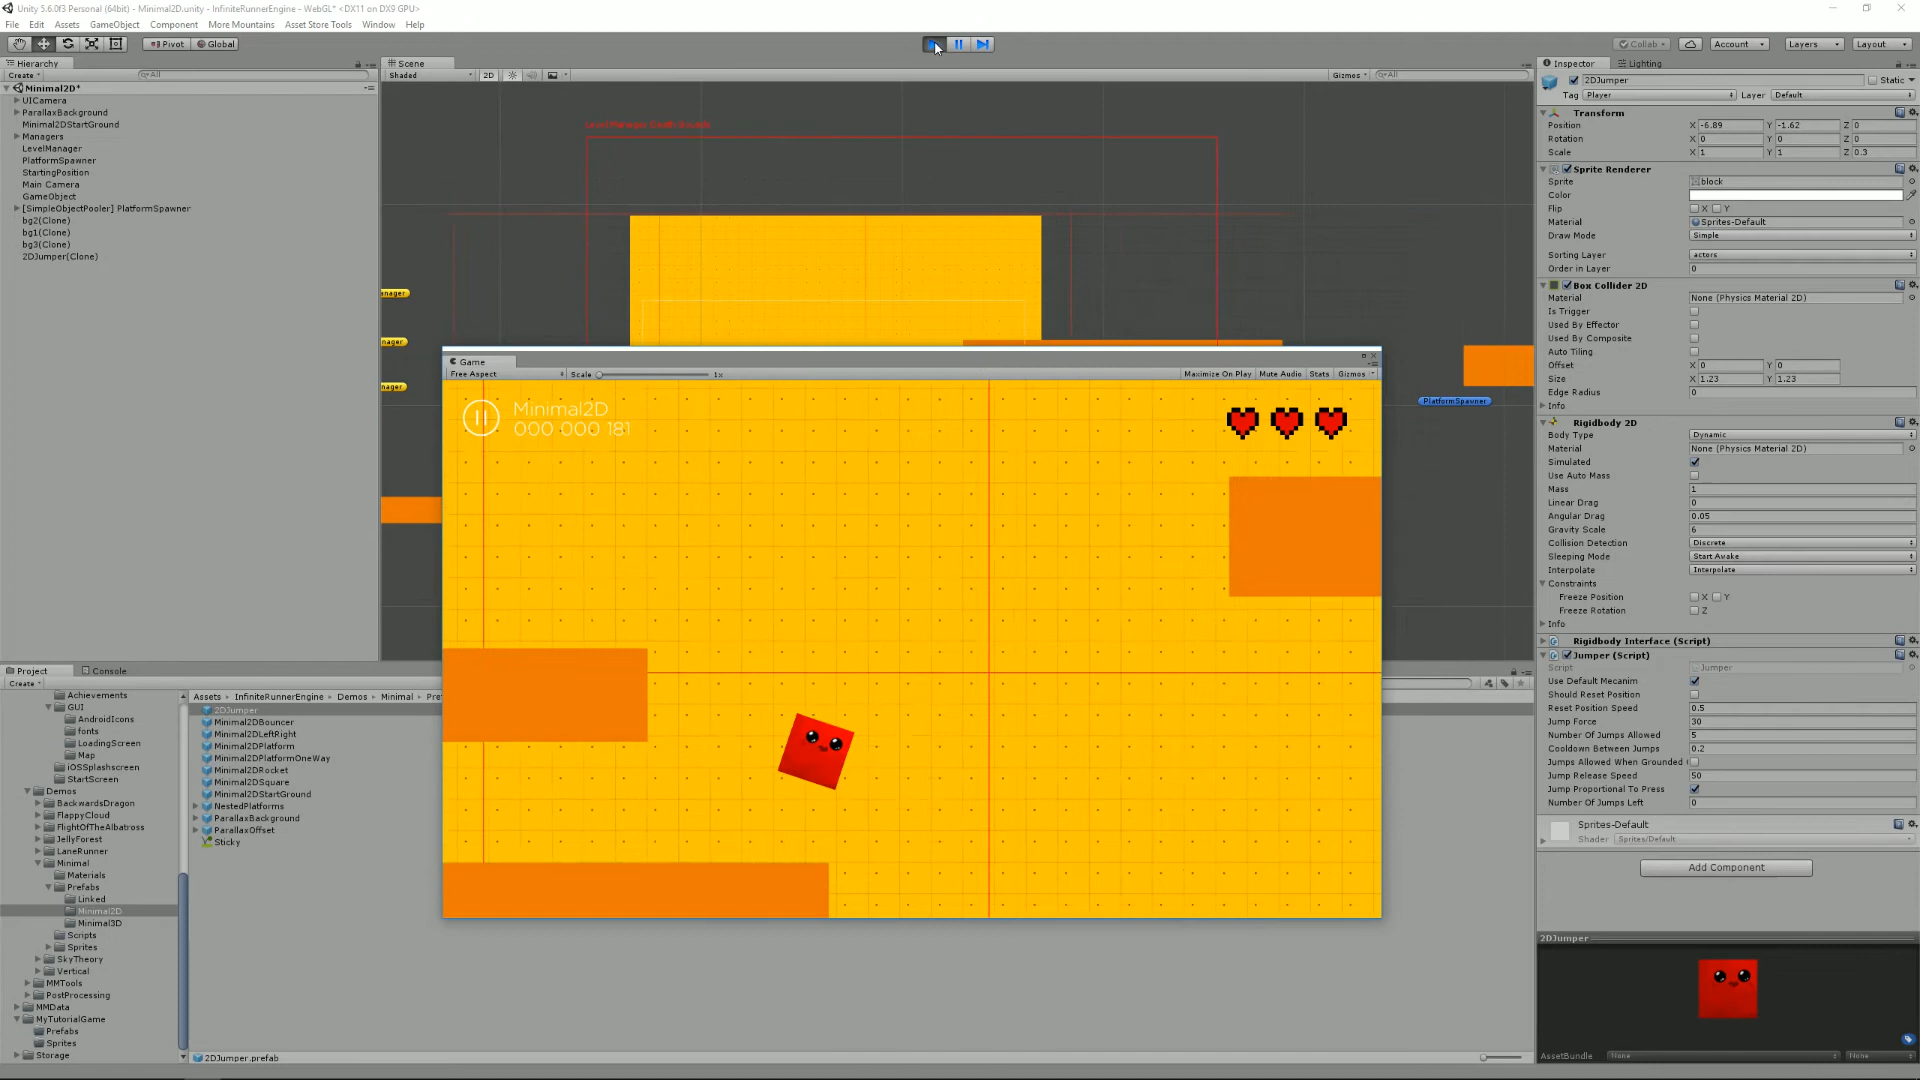 Unity 5.6.0f3 Personal (64bit) - Minimal2D.unity - InfiniteRunnerEngine - WebGL* <DX11 on DX9 GPU>
File Edit Assets GameObject Component More Mountains Asset Store Tools Window Help
Pivot Global Collab Account Layers Layout
Hierarchy
Create All
Minimal2D*
UICamera
ParallaxBackground
Minimal2DStartGround
Managers
LevelManager
PlatformSpawner
StartingPosition
Main Camera
GameObject
[SimpleObjectPooler] PlatformSpawner
bg2(Clone)
bg1(Clone)
bg3(Clone)
2DJumper(Clone)
Scene
Shaded 2D Gizmos All
Level Manager Death Bounds
anager
anager
anager
PlatformSpawner
Game
Free Aspect Scale 1x Maximize On Play Mute Audio Stats Gizmos
Minimal2D
000 000 181
Project Console
Create
Achievements
GUI
AndroidIcons
fonts
LoadingScreen
Map
iOSSplashscreen
StartScreen
Demos
BackwardsDragon
FlappyCloud
FlightOfTheAlbatross
JellyForest
LaneRunner
Minimal
Materials
Prefabs
Linked
Minimal2D
Minimal3D
Scripts
Sprites
SkyTheory
Vertical
MMTools
PostProcessing
MMData
MyTutorialGame
Prefabs
Sprites
Storage
Assets InfiniteRunnerEngine Demos Minimal Pre
2DJumper
Minimal2DBouncer
Minimal2DLeftRight
Minimal2DPlatform
Minimal2DPlatformOneWay
Minimal2DRocket
Minimal2DSquare
Minimal2DStartGround
NestedPlatforms
ParallaxBackground
ParallaxOffset
Sticky
2DJumper.prefab
Inspector Lighting
2DJumper Static
Tag Player Layer Default
Transform
Position X -6.89 Y -1.62 Z 0
Rotation X 0 Y 0 Z 0
Scale X 1 Y 1 Z 0.3
Sprite Renderer
Sprite block
Color
Flip X Y
Material Sprites-Default
Draw Mode Simple
Sorting Layer actors
Order in Layer 0
Box Collider 2D
Material None (Physics Material 2D)
Is Trigger
Used By Effector
Used By Composite
Auto Tiling
Offset X 0 Y 0
Size X 1.23 Y 1.23
Edge Radius 0
Info
Rigidbody 2D
Body Type Dynamic
Material None (Physics Material 2D)
Simulated
Use Auto Mass
Mass 1
Linear Drag 0
Angular Drag 0.05
Gravity Scale 6
Collision Detection Discrete
Sleeping Mode Start Awake
Interpolate Interpolate
Constraints
Freeze Position X Y
Freeze Rotation Z
Info
Rigidbody Interface (Script)
Jumper (Script)
Script Jumper
Use Default Mecanim
Should Reset Position
Reset Position Speed 0.5
Jump Force 30
Number Of Jumps Allowed 5
Cooldown Between Jumps 0.2
Jumps Allowed When Grounded (
Jump Release Speed 50
Jump Proportional To Press
Number Of Jumps Left 0
Sprites-Default
Shader Sprites/Default
Add Component
2DJumper
AssetBundle None None